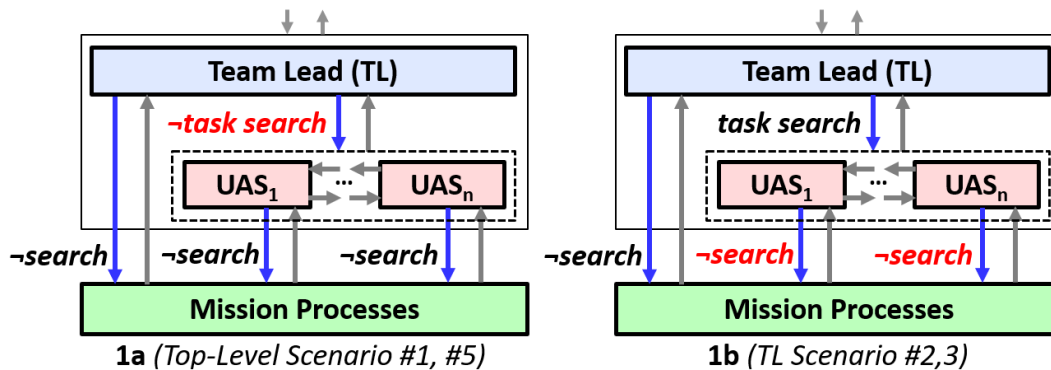 Team Lead (TL)
¬task search
UAS1
...
UASn
¬search
¬search
¬search
Mission Processes
1a (Top-Level Scenario #1, #5)
Team Lead (TL)
task search
UAS1
...
UASn
¬search
¬search
¬search
Mission Processes
1b (TL Scenario #2,3)